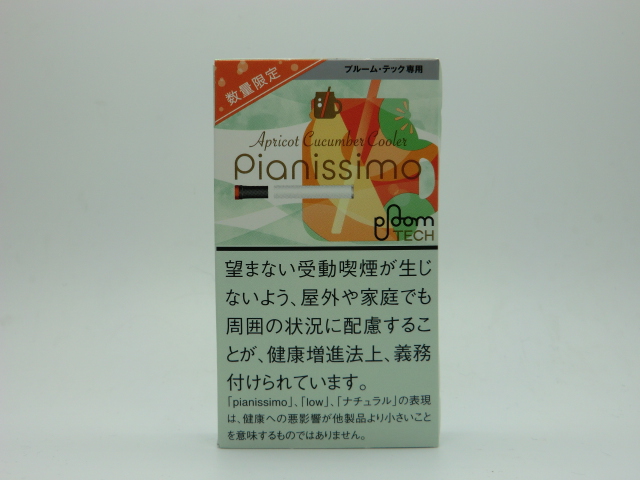 数量限定
プルーム・テック専用
Apricot Cucumber Cooler
Pianissimo
Ploom
TECH
望まない受動喫煙が生じ
ないよう、屋外や家庭でも
周囲の状況に配慮するこ
とが、健康増進法上、義務
付けられています。
「pianissimo」、「low」、「ナチュラル」の表現
は、健康への悪影響が他製品より小さいこと
を意味するものではありません。